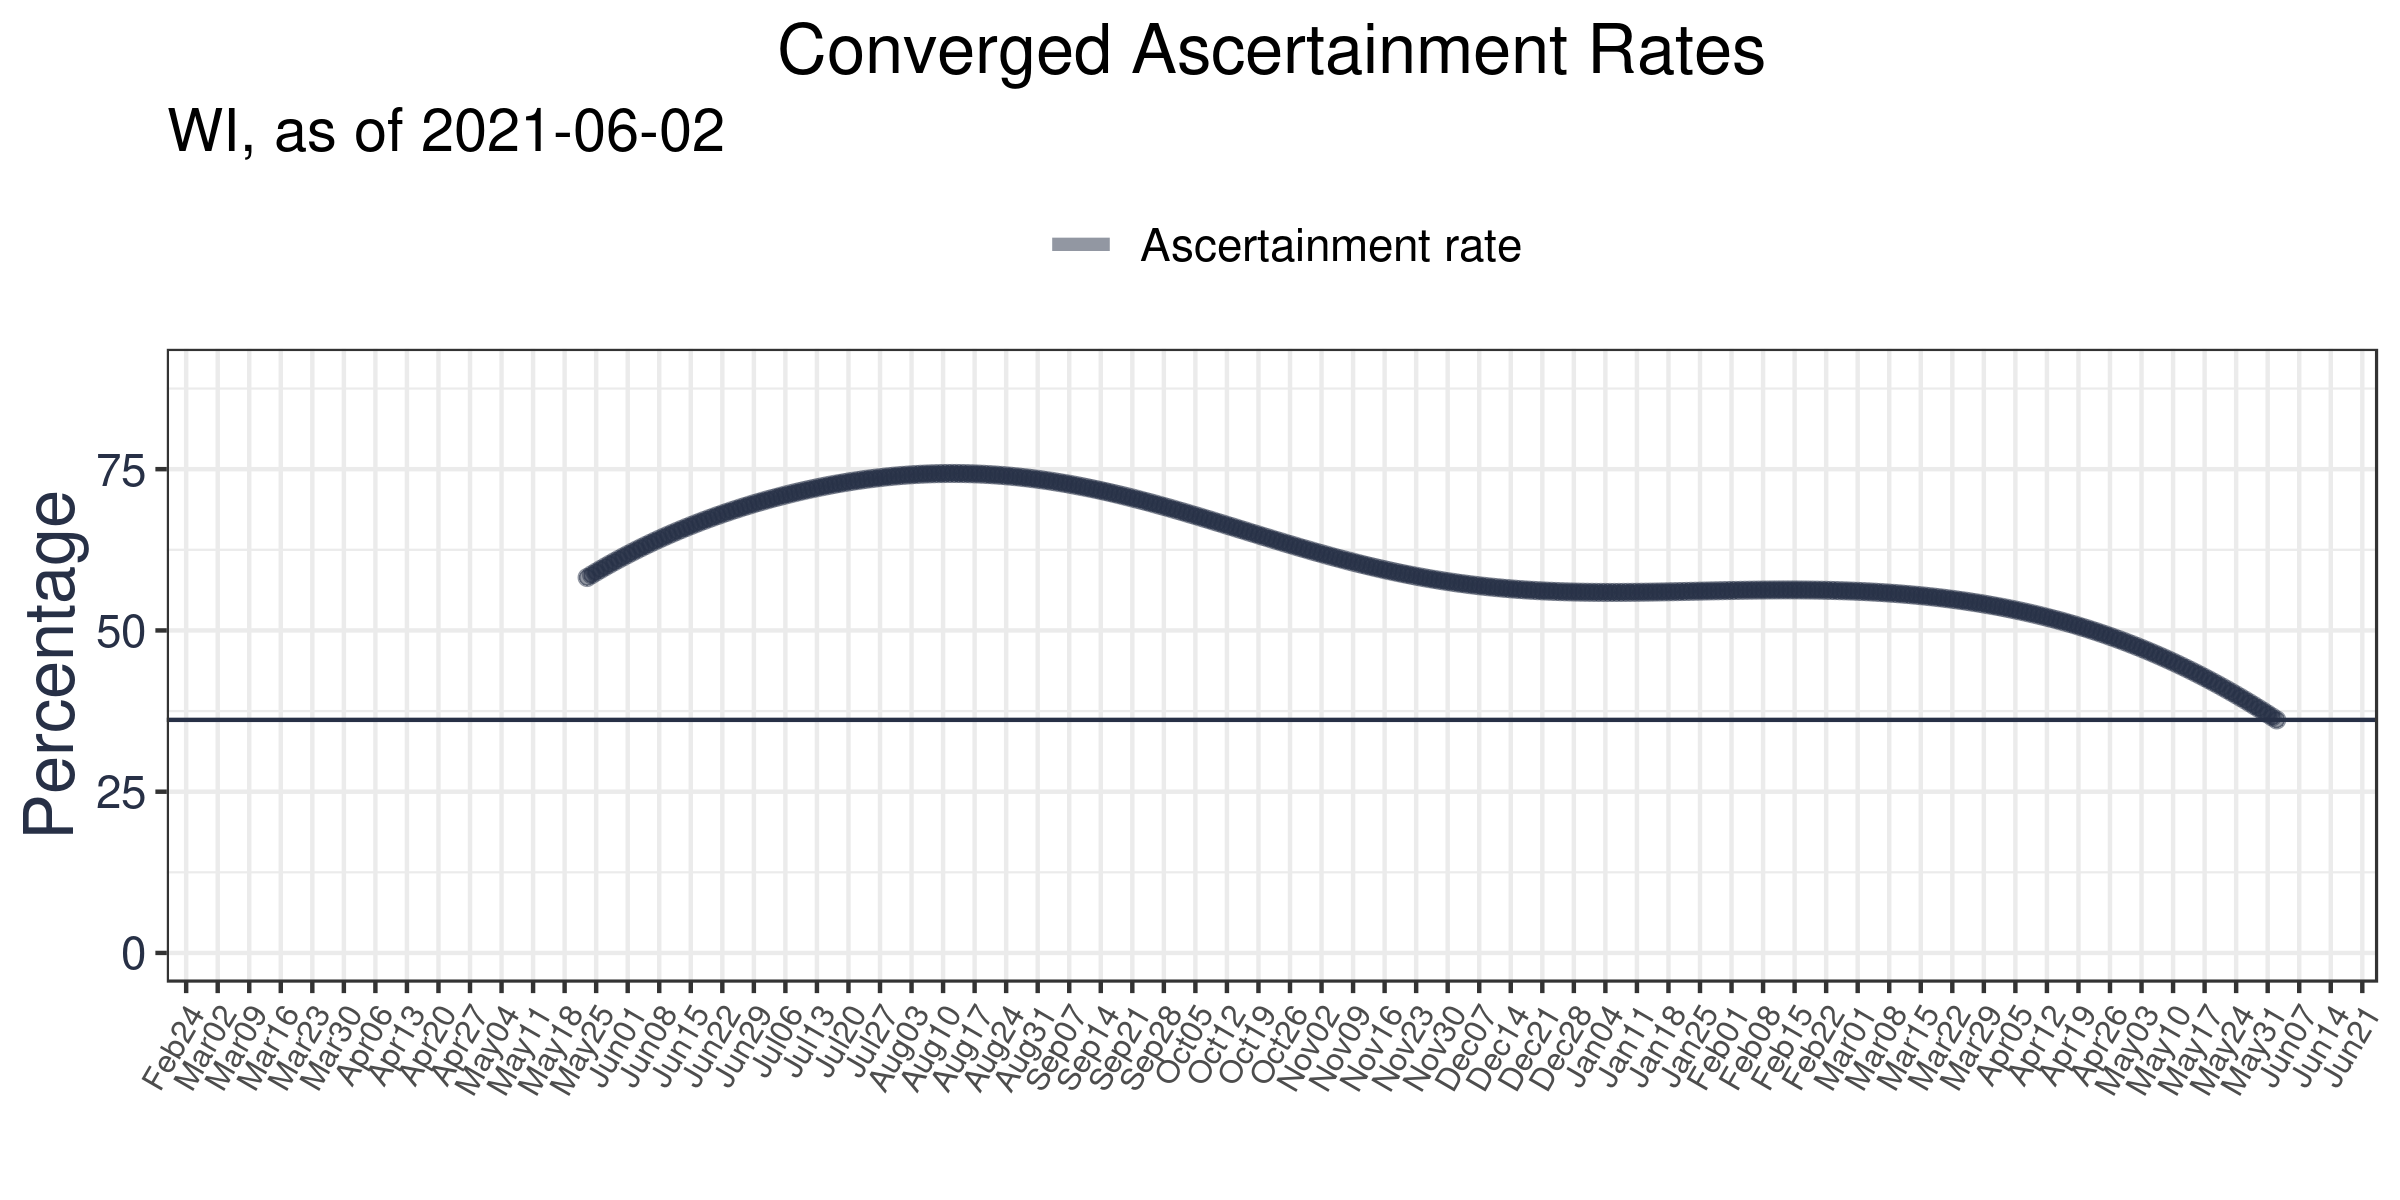 Converged Ascertainment Rates
WI, as of 2021-06-02
Ascertainment rate
Percentage
75
50
25
0
Feb24 Mar02 Mar09 Mar16 Mar23 Mar30 Apr06 Apr13 Apr20 Apr27 May04 May11 May18 May25 Jun01 Jun08 Jun15 Jun22 Jun29 Jul06 Jul13 Jul20 Jul27 Aug03 Aug10 Aug17 Aug24 Aug31 Sep07 Sep14 Sep21 Sep28 Oct05 Oct12 Oct19 Oct26 Nov02 Nov09 Nov16 Nov23 Nov30 Dec07 Dec14 Dec21 Dec28 Jan04 Jan11 Jan18 Jan25 Feb01 Feb08 Feb15 Feb22 Mar01 Mar08 Mar15 Mar22 Mar29 Apr05 Apr12 Apr19 Apr26 May03 May10 May17 May24 May31 Jun07 Jun14 Jun21